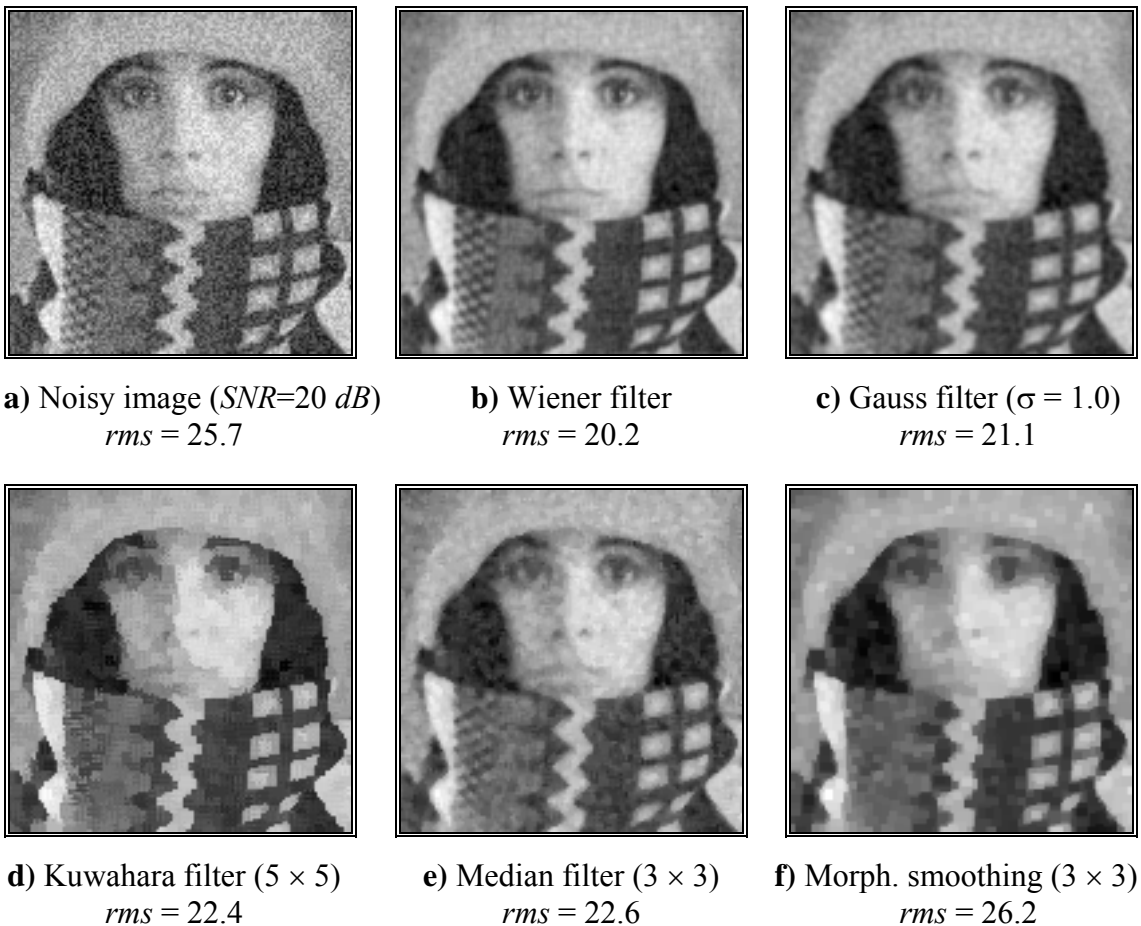 a) Noisy image (SNR=20 dB)
rms = 25.7
b) Wiener filter
rms = 20.2
c) Gauss filter (σ = 1.0)
rms = 21.1
d) Kuwahara filter (5 × 5)
rms = 22.4
e) Median filter (3 × 3)
rms = 22.6
f) Morph. smoothing (3 × 3)
rms = 26.2